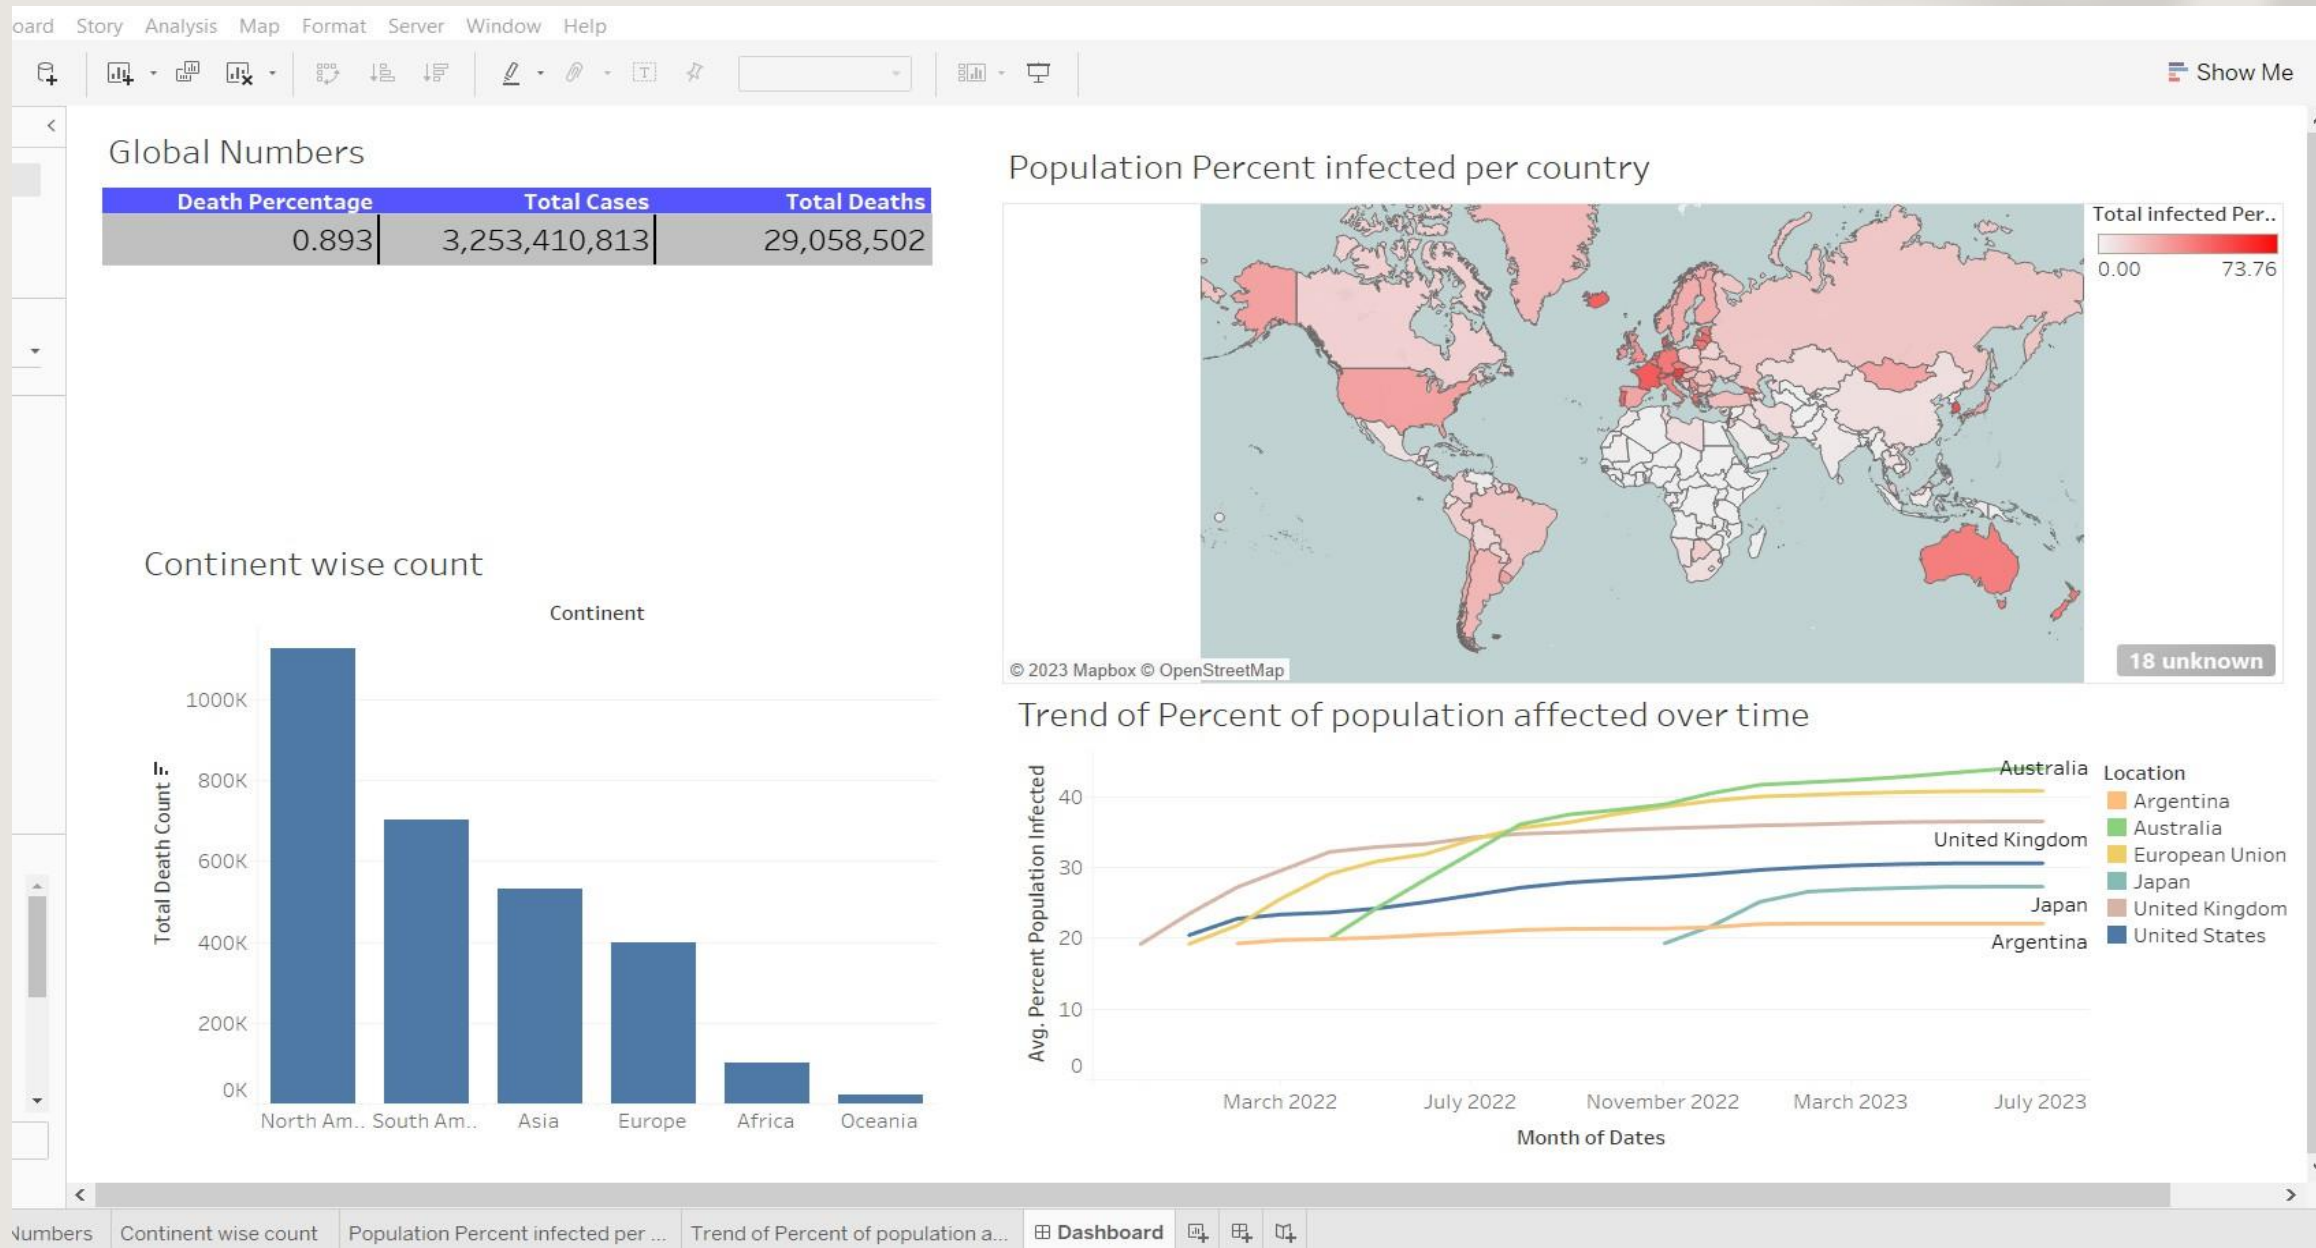 oard Story Analysis Map Format Server Window Help
Show Me
Global Numbers
Death Percentage Total Cases Total Deaths
0.893 3,253,410,813 29,058,502
Population Percent infected per country
Total infected Per..
0.00 73.76
18 unknown
© 2023 Mapbox © OpenStreetMap
Continent wise count
Continent
Total Death Count
1000K
800K
600K
400K
200K
0K
North Am.. South Am.. Asia Europe Africa Oceania
Trend of Percent of population affected over time
Avg. Percent Population Infected
40
30
20
10
0
Australia
United Kingdom
Japan
Argentina
March 2022 July 2022 November 2022 March 2023 July 2023
Month of Dates
Location
Argentina
Australia
European Union
Japan
United Kingdom
United States
Numbers Continent wise count Population Percent infected per ... Trend of Percent of population a... Dashboard